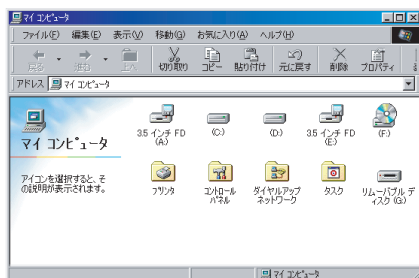 マイ コンピュータ
ファイル(F) 編集(E) 表示(V) 移動(G) お気に入り(A) ヘルプ(H)
戻る 進む 上へ 切り取り コピー 貼り付け 元に戻す 削除 プロパティ
アドレス マイ コンピュータ
マイ コンピュータ
アイコンを選択すると、そ
の説明が表示されます。
3.5 インチ FD
(A:)
(C:)
(D:)
3.5 インチ FD
(E:)
(F:)
プリンタ
コントロール
パネル
ダイヤルアップ
ネットワーク
タスク
リムーバブル デ
ィスク (G:)
マイ コンピュータ